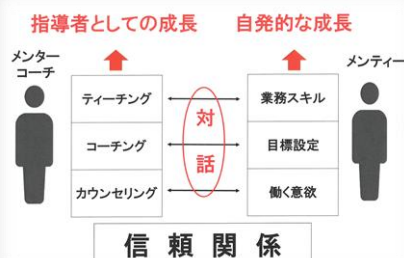 指導者としての成長
自発的な成長
メンター
コーチ
メンティー
ティーチング
業務スキル
対話
コーチング
目標設定
カウンセリング
働く意欲
信頼関係